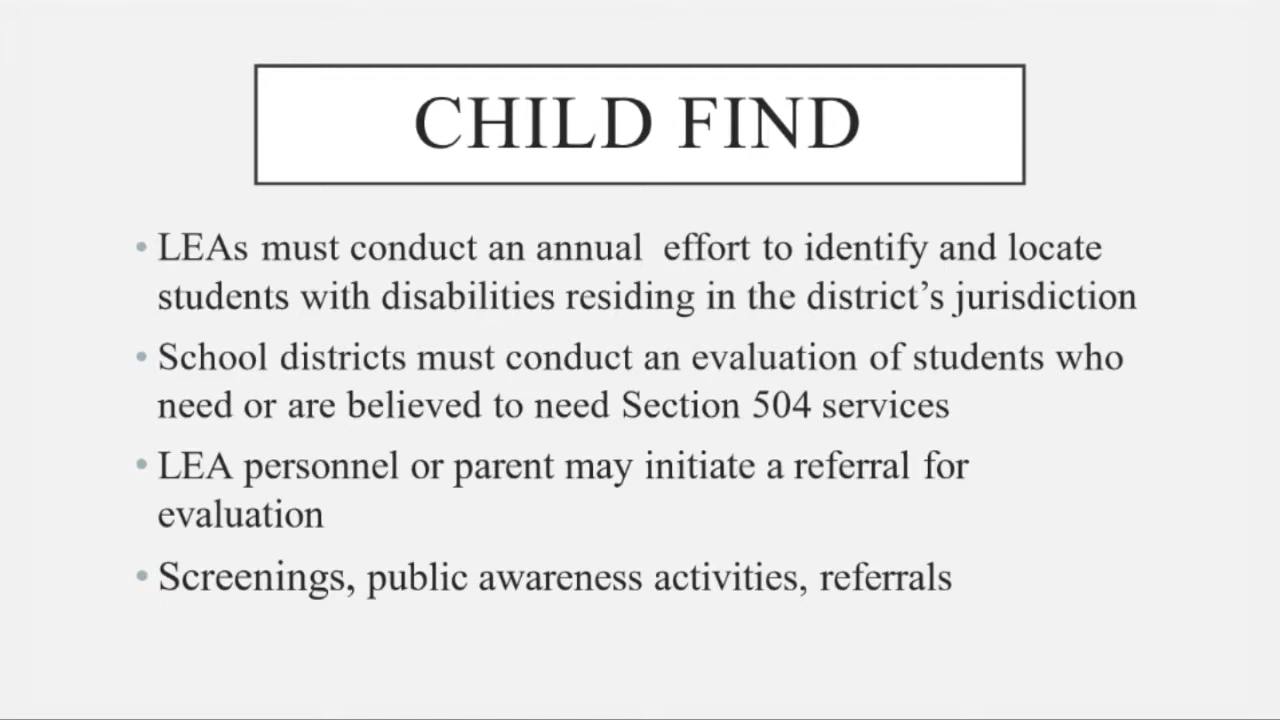 CHILD FIND
• LEAs must conduct an annual  effort to identify and locate
students with disabilities residing in the district’s jurisdiction
• School districts must conduct an evaluation of students who
need or are believed to need Section 504 services
• LEA personnel or parent may initiate a referral for
evaluation
• Screenings, public awareness activities, referrals